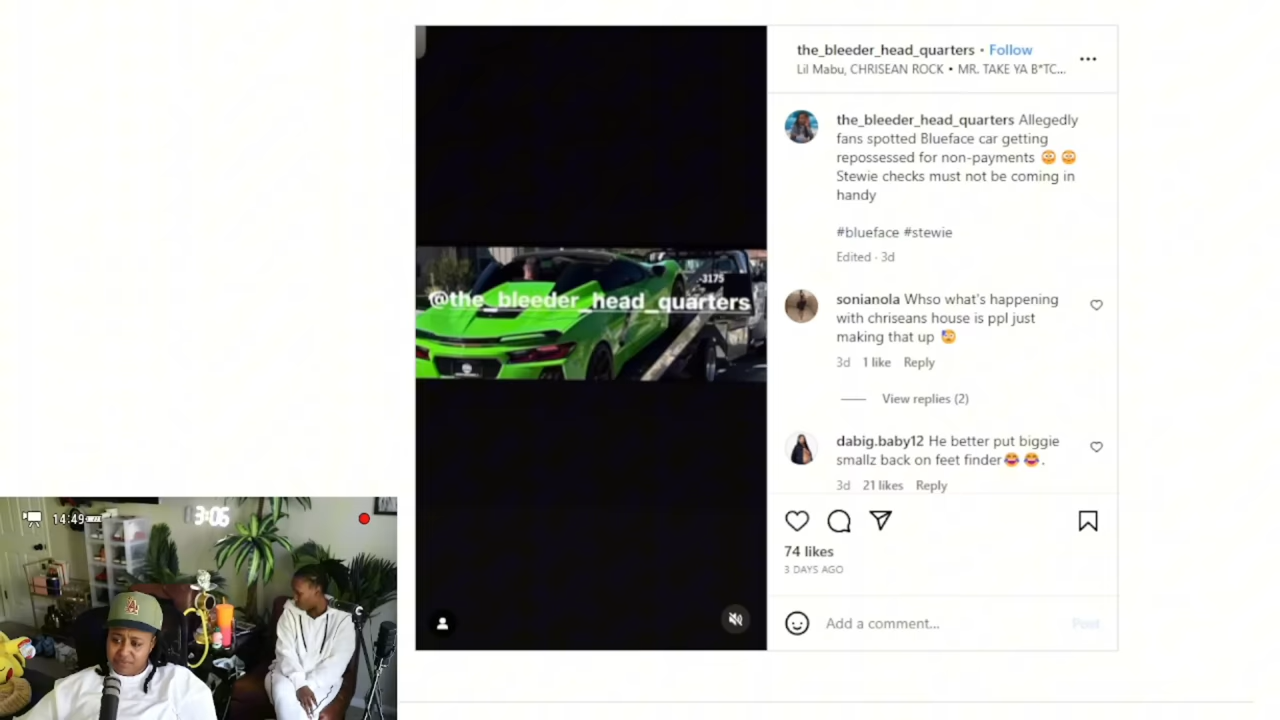 the_bleeder_head_quarters • Follow
Lil Mabu, CHRISEAN ROCK • MR. TAKE YA B*TC...
the_bleeder_head_quarters Allegedly
fans spotted Blueface car getting
repossessed for non-payments
Stewie checks must not be coming in
handy
#blueface #stewie
Edited · 3d
sonianola Whso what's happening
with chriseans house is ppl just
making that up
3d 1 like Reply
View replies (2)
dabig.baby12 He better put biggie
smallz back on feet finder .
3d 21 likes Reply
74 likes
3 DAYS AGO
Add a comment...
Post
-3175
@the_bleeder_head_quarters
14:49
3:06